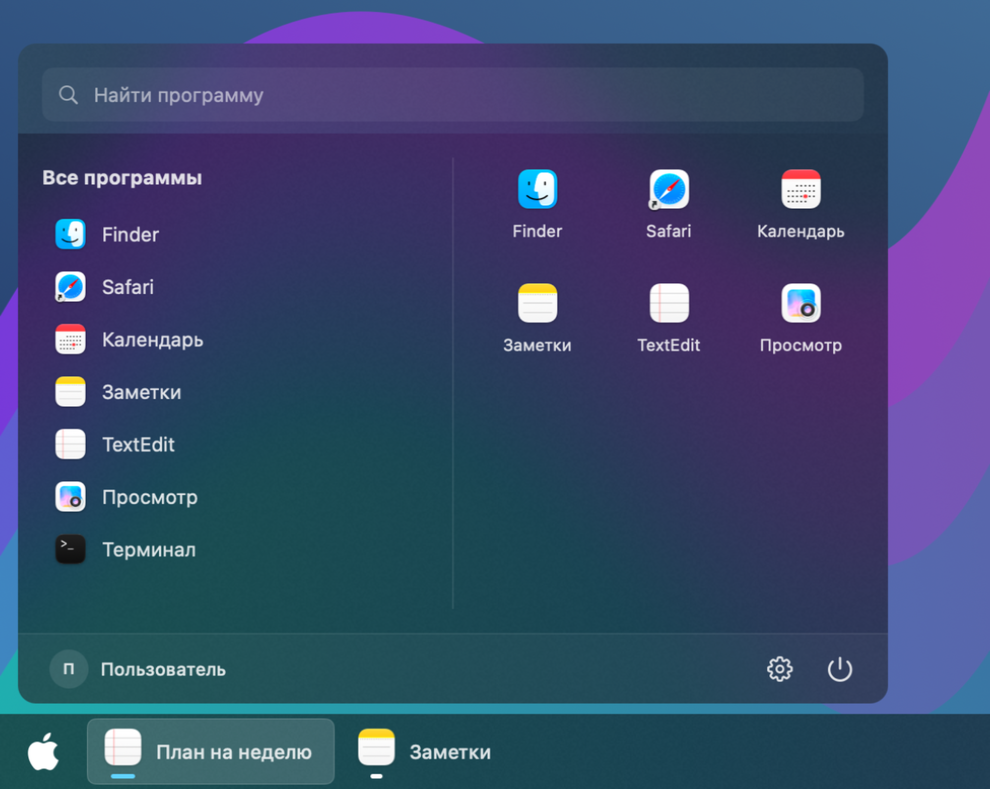 Найти программу
Все программы
Finder
Safari
Календарь
Заметки
TextEdit
Просмотр
Терминал
Finder
Safari
Календарь
Заметки
TextEdit
Просмотр
П
Пользователь
План на неделю
Заметки